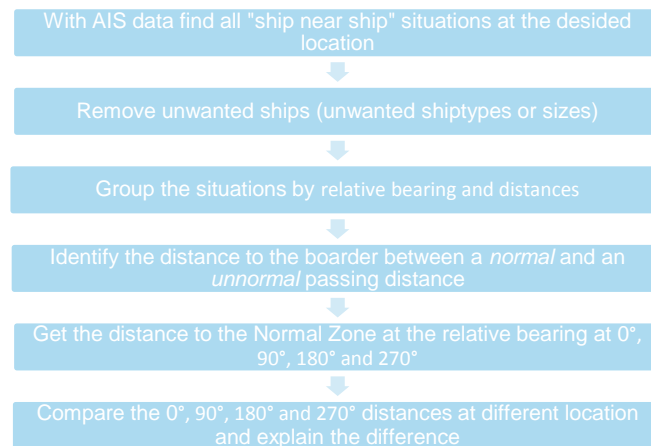 With AIS data find all "ship near ship" situations at the desided
location
Remove unwanted ships (unwanted shiptypes or sizes)
Group the situations by relative bearing and distances
Identify the distance to the boarder between a normal and an
unnormal passing distance
Get the distance to the Normal Zone at the relative bearing at 0°,
90°, 180° and 270°
Compare the 0°, 90°, 180° and 270° distances at different location
and explain the difference